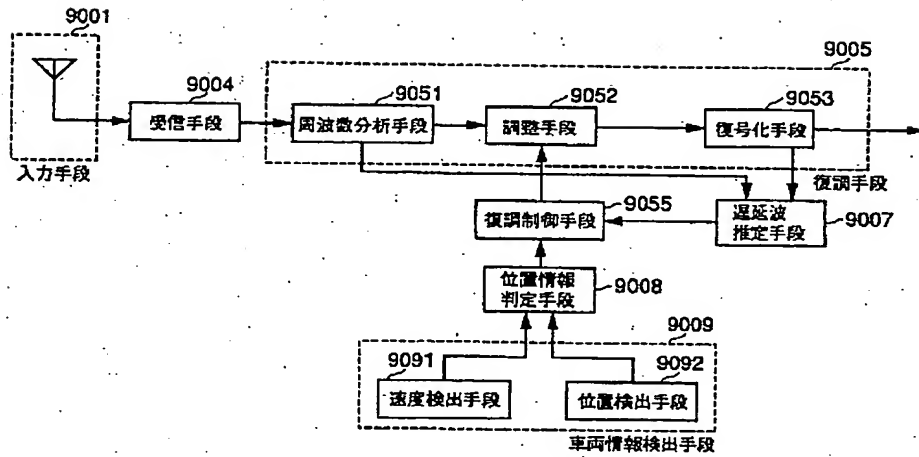 9001
入力手段
9004
受信手段
9005
9051
周波数分析手段
9052
調整手段
9053
復号化手段
復調手段
9055
復調制御手段
遅延波
推定手段
9007
位置情報
判定手段
9008
9009
9091
速度検出手段
9092
位置検出手段
車両情報検出手段